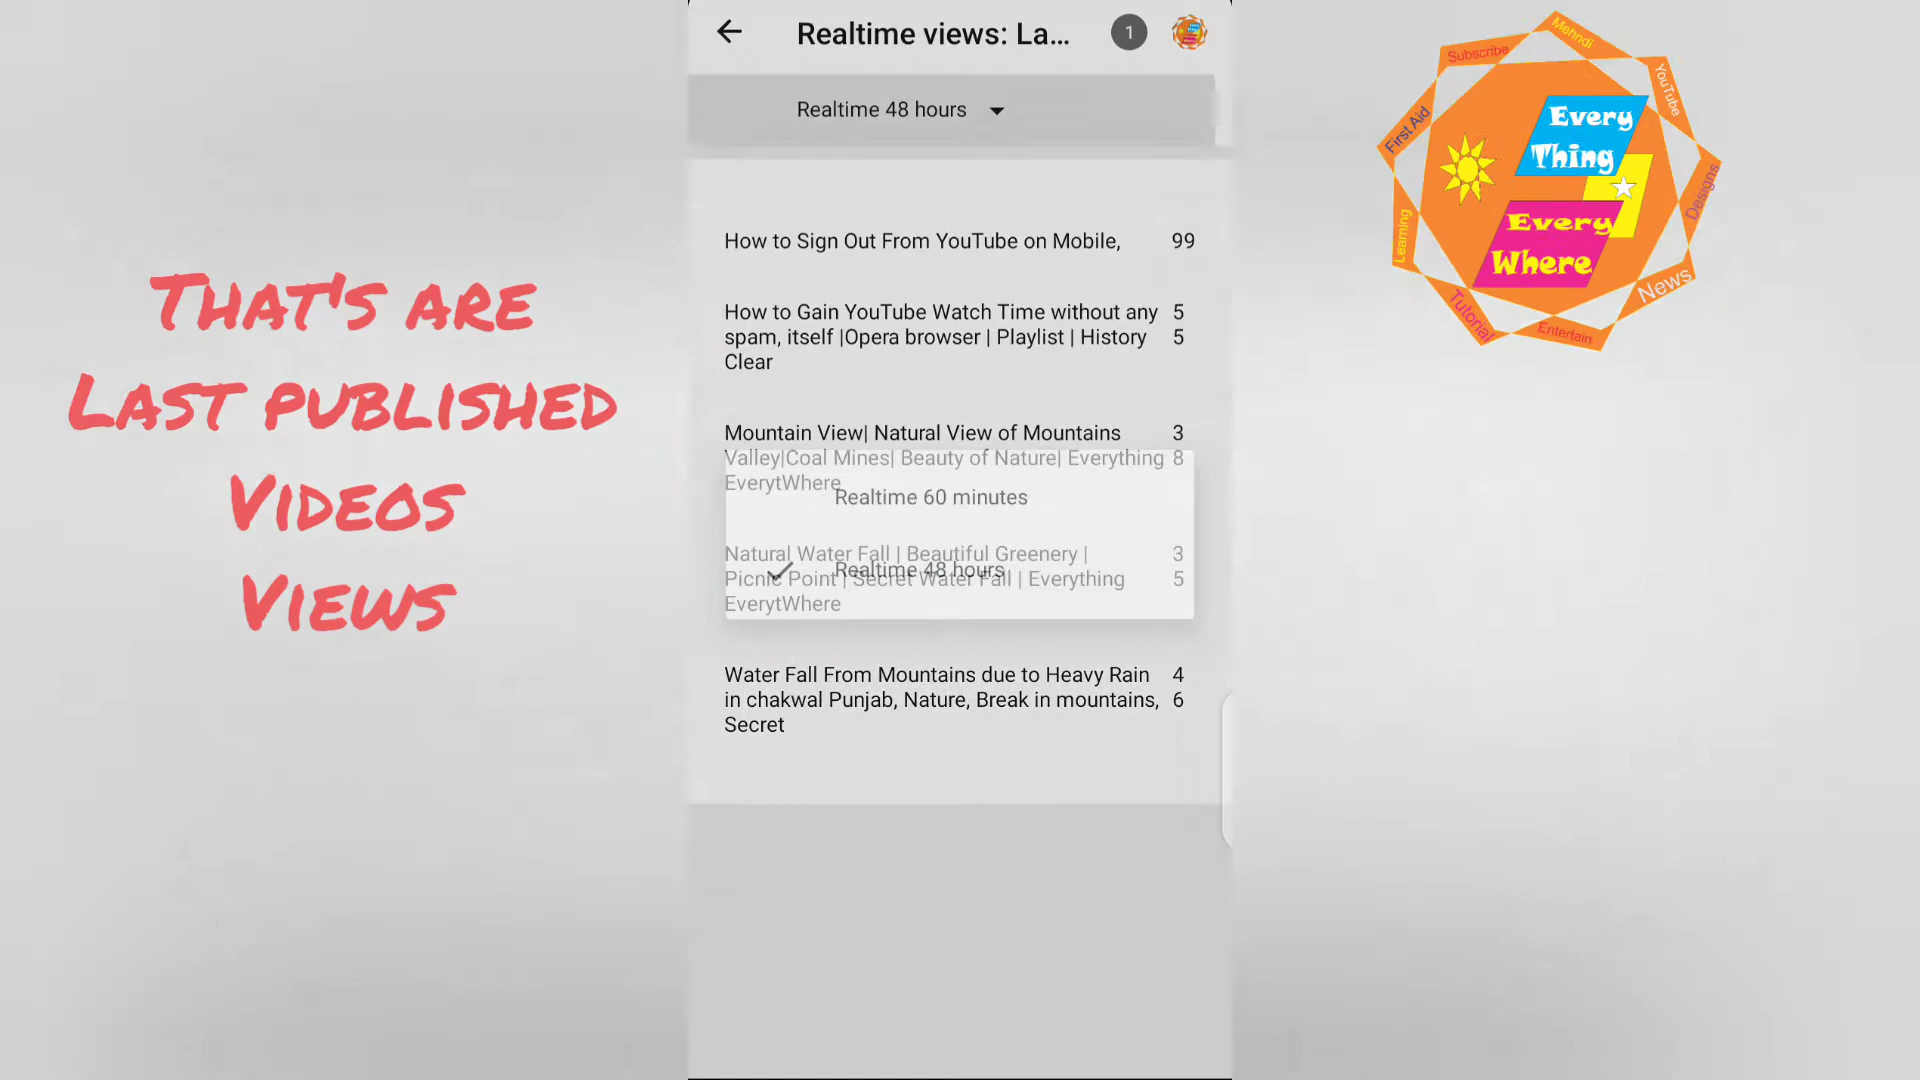 That's are
Last published
Videos
Views
Realtime views: La...
1
Realtime 48 hours
How to Sign Out From YouTube on Mobile, 99
How to Gain YouTube Watch Time without any 5
spam, itself |Opera browser | Playlist | History 5
Clear
Mountain View| Natural View of Mountains 3
Valley|Coal Mines| Beauty of Nature| Everything 8
EverytWhere
Realtime 60 minutes
Natural Water Fall | Beautiful Greenery | 3
Realtime 48 hours
Picnic Point | Secret Water Fall | Everything 5
EverytWhere
Water Fall From Mountains due to Heavy Rain 4
in chakwal Punjab, Nature, Break in mountains, 6
Secret
Mehndi
Subscribe
YouTube
First Aid
Every
Thing
Designs
Learning
Every
Where
News
Tutorial
Entertain